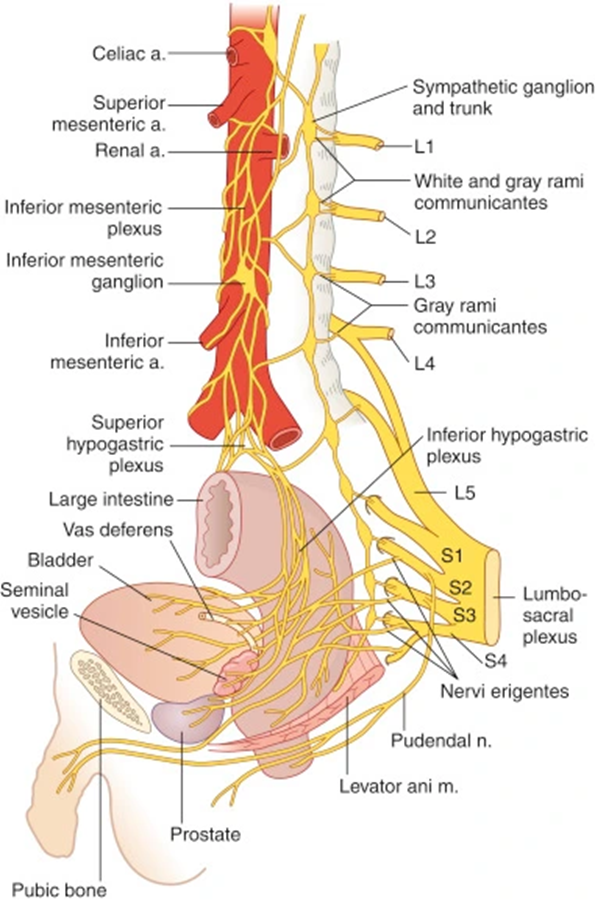 Celiac a.
Superior
mesenteric a.
Renal a.
Inferior mesenteric
plexus
Inferior mesenteric
ganglion
Inferior
mesenteric a.
Superior
hypogastric
plexus
Large intestine
Vas deferens
Bladder
Seminal
vesicle
Pubic bone
Prostate
Sympathetic ganglion
and trunk
L1
White and gray rami
communicantes
L2
L3
Gray rami
communicantes
L4
Inferior hypogastric
plexus
L5
S1
S2
S3
S4
Lumbo-
sacral
plexus
Nervi erigentes
Pudendal n.
Levator ani m.